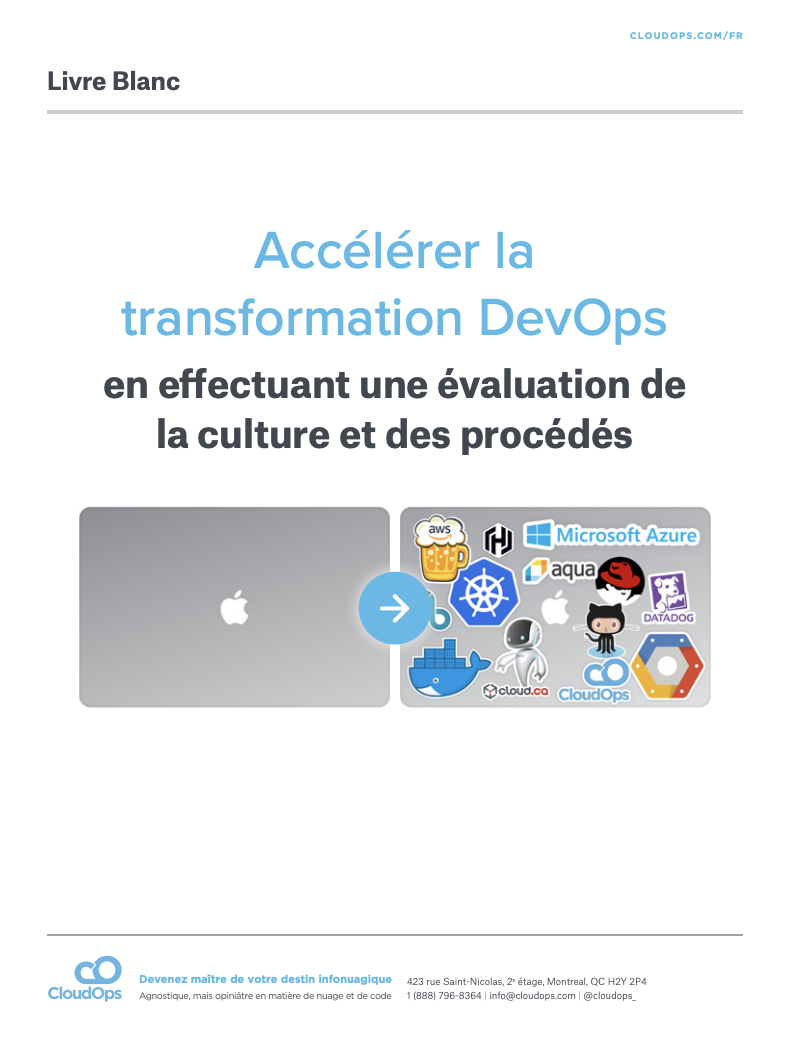 CLOUDOPS.COM/FR
Livre Blanc
Accélérer la
transformation DevOps
en effectuant une évaluation de
la culture et des procédés
aws
Microsoft Azure
aqua
DATADOG
cloud.ca
CloudOps
CloudOps
Devenez maître de votre destin infonuagique
Agnostique, mais opiniâtre en matière de nuage et de code
423 rue Saint-Nicolas, 2ᵉ étage, Montreal, QC H2Y 2P4
1 (888) 796-8364 | info@cloudops.com | @cloudops_